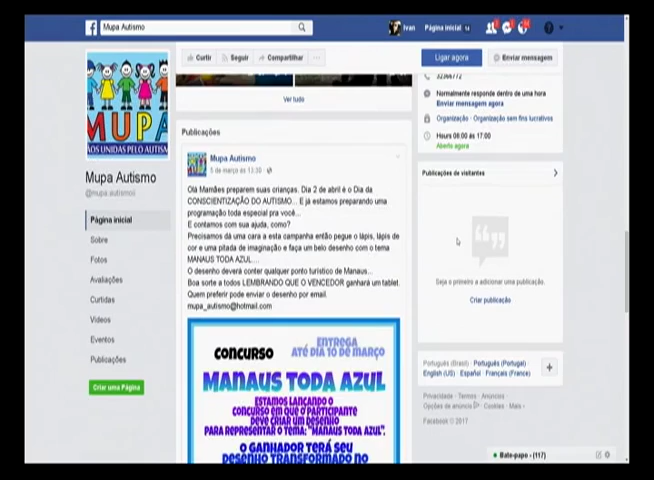 Mupa Autismo
Ivan
Página inicial
Curtir
Seguir
Compartilhar
Ligar agora
Enviar mensagem
MUPA
MÃOS UNIDAS PELO AUTISMO
Mupa Autismo
Página inicial
Sobre
Fotos
Avaliações
Curtidas
Vídeos
Eventos
Publicações
Criar uma Página
Ver tudo
Publicações
Mupa Autismo
5 de março às 13:30
Olá Mamães preparem suas crianças. Dia 2 de abril é o Dia da
CONSCIENTIZAÇÃO DO AUTISMO... E já estamos preparando uma
programação toda especial pra você...
E contamos com sua ajuda, como?
Precisamos dá uma cara a esta campanha então pegue o lápis, lápis de
cor e uma pitada de imaginação e faça um belo desenho com o tema
MANAUS TODA AZUL....
O desenho deverá conter qualquer ponto turístico de Manaus...
Boa sorte a todos LEMBRANDO QUE O VENCEDOR ganhará um tablet.
Quem preferir pode enviar o desenho por email.
mupa_autismo@hotmail.com
CONCURSO
ENTREGA
ATÉ DIA 10 DE MARÇO
MANAUS TODA AZUL
ESTAMOS LANÇANDO O
CONCURSO EM QUE O PARTICIPANTE
DEVE CRIAR UM DESENHO
PARA REPRESENTAR O TEMA: "MANAUS TODA AZUL".
O GANHADOR TERÁ SEU
DESENHO TRANSFORMADO NO
Normalmente responde dentro de uma hora
Enviar mensagem agora
Organização · Organização sem fins lucrativos
Hours 08:00 às 17:00
Aberto agora
Publicações de visitantes
Seja o primeiro a adicionar uma publicação.
Criar publicação
Português (Brasil) · Português (Portugal) ·
English (US) · Español · Français (France)
Privacidade · Termos · Anúncios ·
Opções de anúncio · Cookies · Mais
Facebook © 2017
Bate-papo - (117)